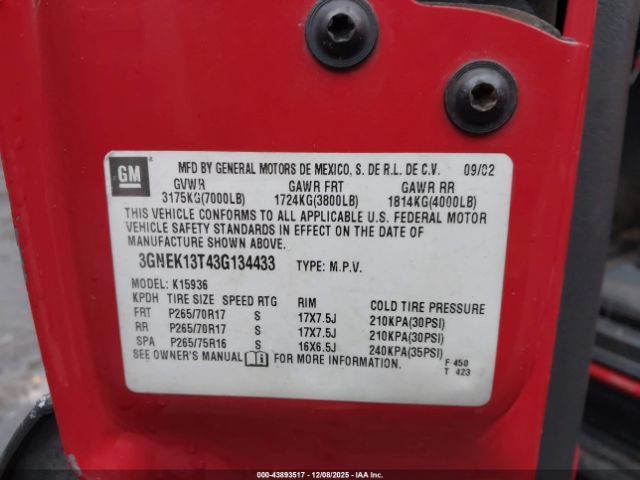 GM
MFD BY GENERAL MOTORS DE MEXICO, S. DE R.L. DE C.V. 09/02
GVWR GAWR FRT GAWR RR
3175KG(7000LB) 1724KG(3800LB) 1814KG(4000LB)
THIS VEHICLE CONFORMS TO ALL APPLICABLE U.S. FEDERAL MOTOR
VEHICLE SAFETY STANDARDS IN EFFECT ON THE DATE OF
MANUFACTURE SHOWN ABOVE.
3GNEK13T43G134433 TYPE: M.P.V.
MODEL: K15936
KPDH TIRE SIZE SPEED RTG RIM COLD TIRE PRESSURE
FRT P265/70R17 S 17X7.5J 210KPA(30PSI)
RR P265/70R17 S 17X7.5J 210KPA(30PSI)
SPA P265/75R16 S 16X6.5J 240KPA(35PSI)
SEE OWNER'S MANUAL FOR MORE INFORMATION. F 450
T 423
000-43893517 - 12/08/2025 - IAAI.COM